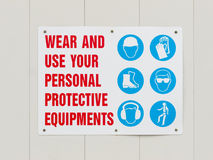 WEAR AND
USE YOUR
PERSONAL
PROTECTIVE
EQUIPMENTS